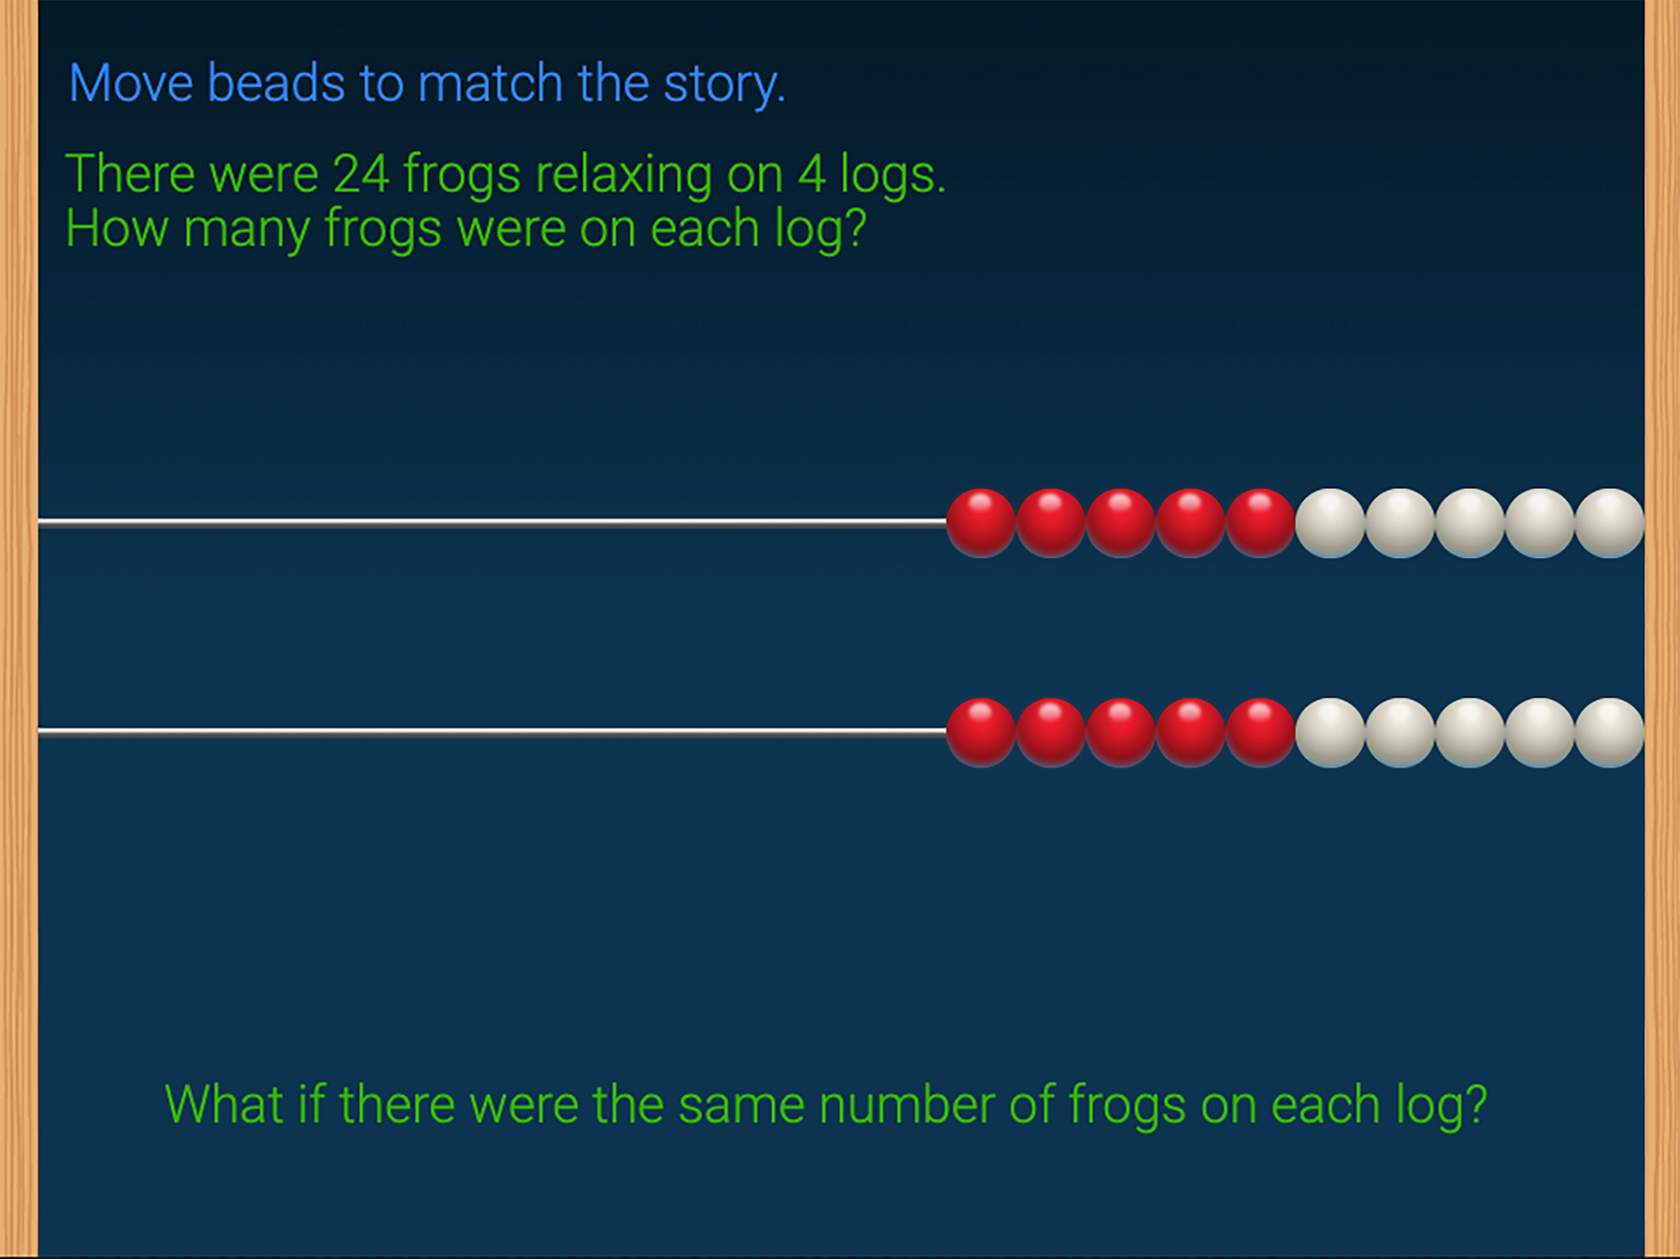 Move beads to match the story.
There were 24 frogs relaxing on 4 logs.
How many frogs were on each log?
What if there were the same number of frogs on each log?